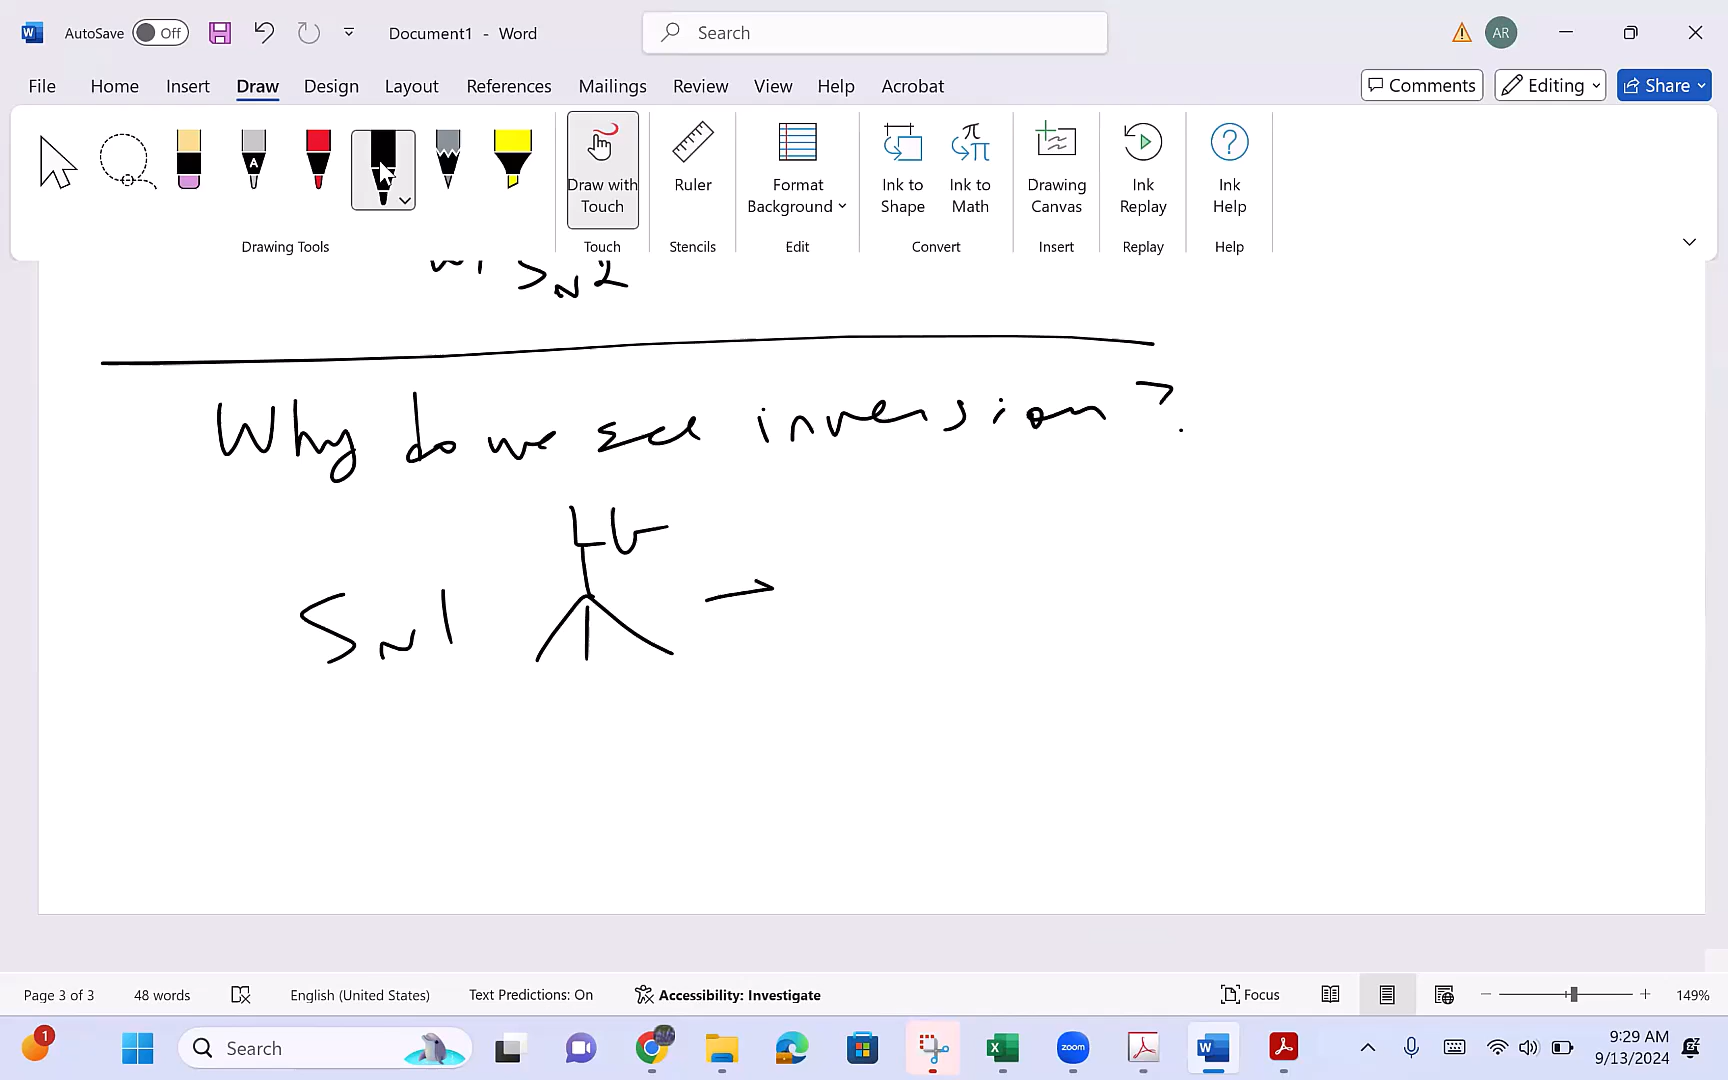 AutoSave Off Document1 - Word Search AR
File Home Insert Draw Design Layout References Mailings Review View Help Acrobat Comments Editing Share
Draw with Touch Ruler Format Background Ink to Shape Ink to Math Drawing Canvas Ink Replay Ink Help
Drawing Tools Touch Stencils Edit Convert Insert Replay Help
SN2
Why do we see inversion?
LG
SN1 →
Page 3 of 3 48 words English (United States) Text Predictions: On Accessibility: Investigate Focus 149%
1 Search zoom 9:29 AM
9/13/2024